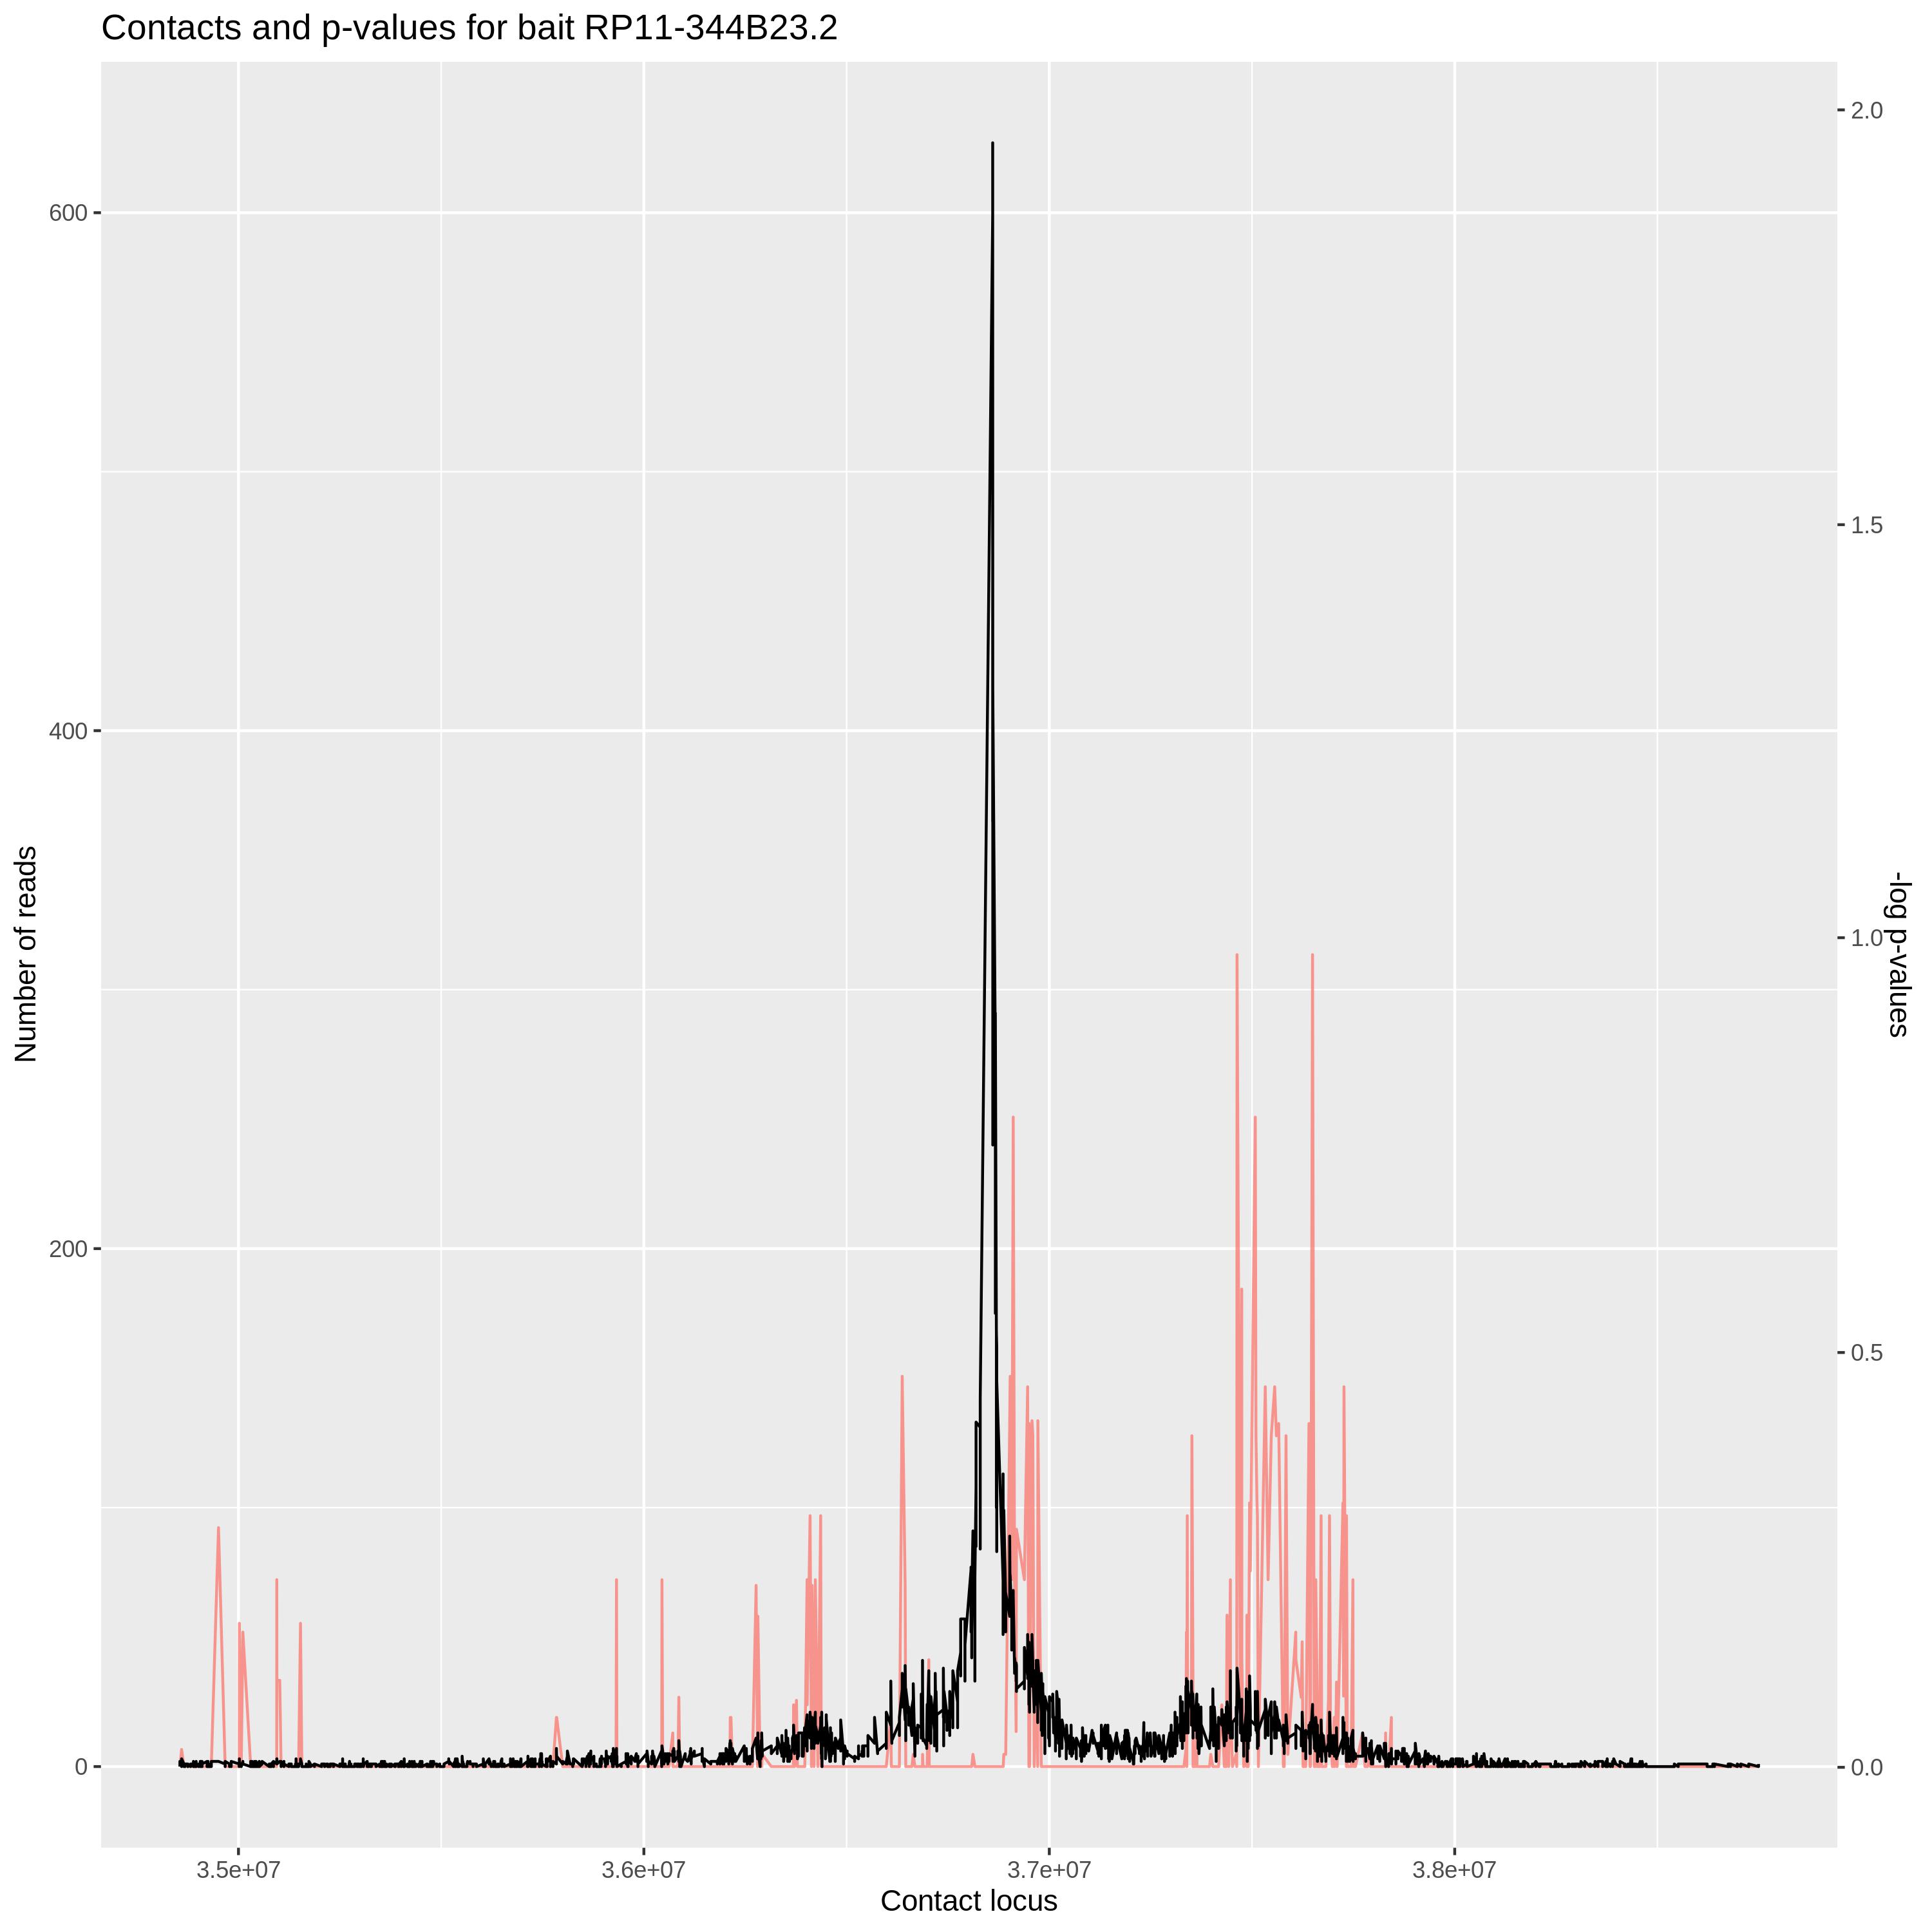 Contacts and p-values for bait RP11-344B23.2
600
400
200
0
Number of reads
2.0
1.5
1.0
0.5
0.0
-log p-values
3.5e+07
3.6e+07
3.7e+07
3.8e+07
Contact locus